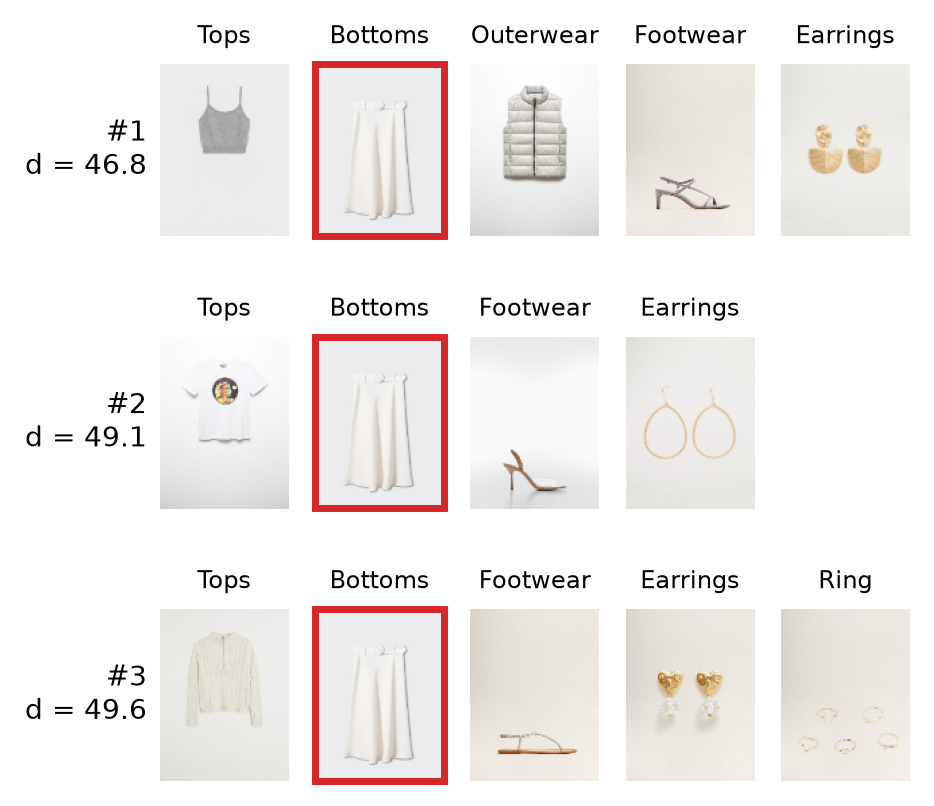 Tops Bottoms Outerwear Footwear Earrings
#1
d = 46.8
Tops Bottoms Footwear Earrings
#2
d = 49.1
Tops Bottoms Footwear Earrings Ring
#3
d = 49.6